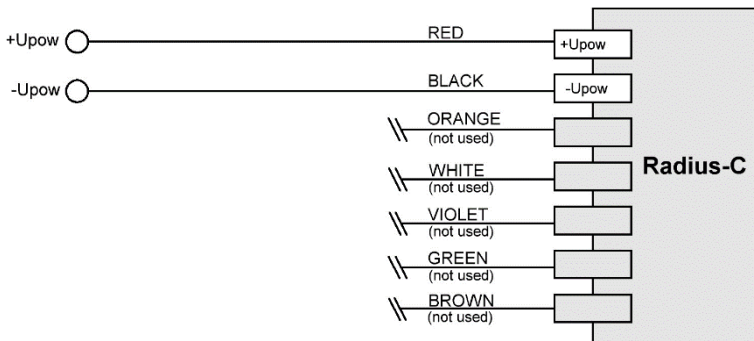 +Upow RED +Upow
-Upow BLACK -Upow
ORANGE
(not used)
WHITE
(not used)
Radius-C
VIOLET
(not used)
GREEN
(not used)
BROWN
(not used)